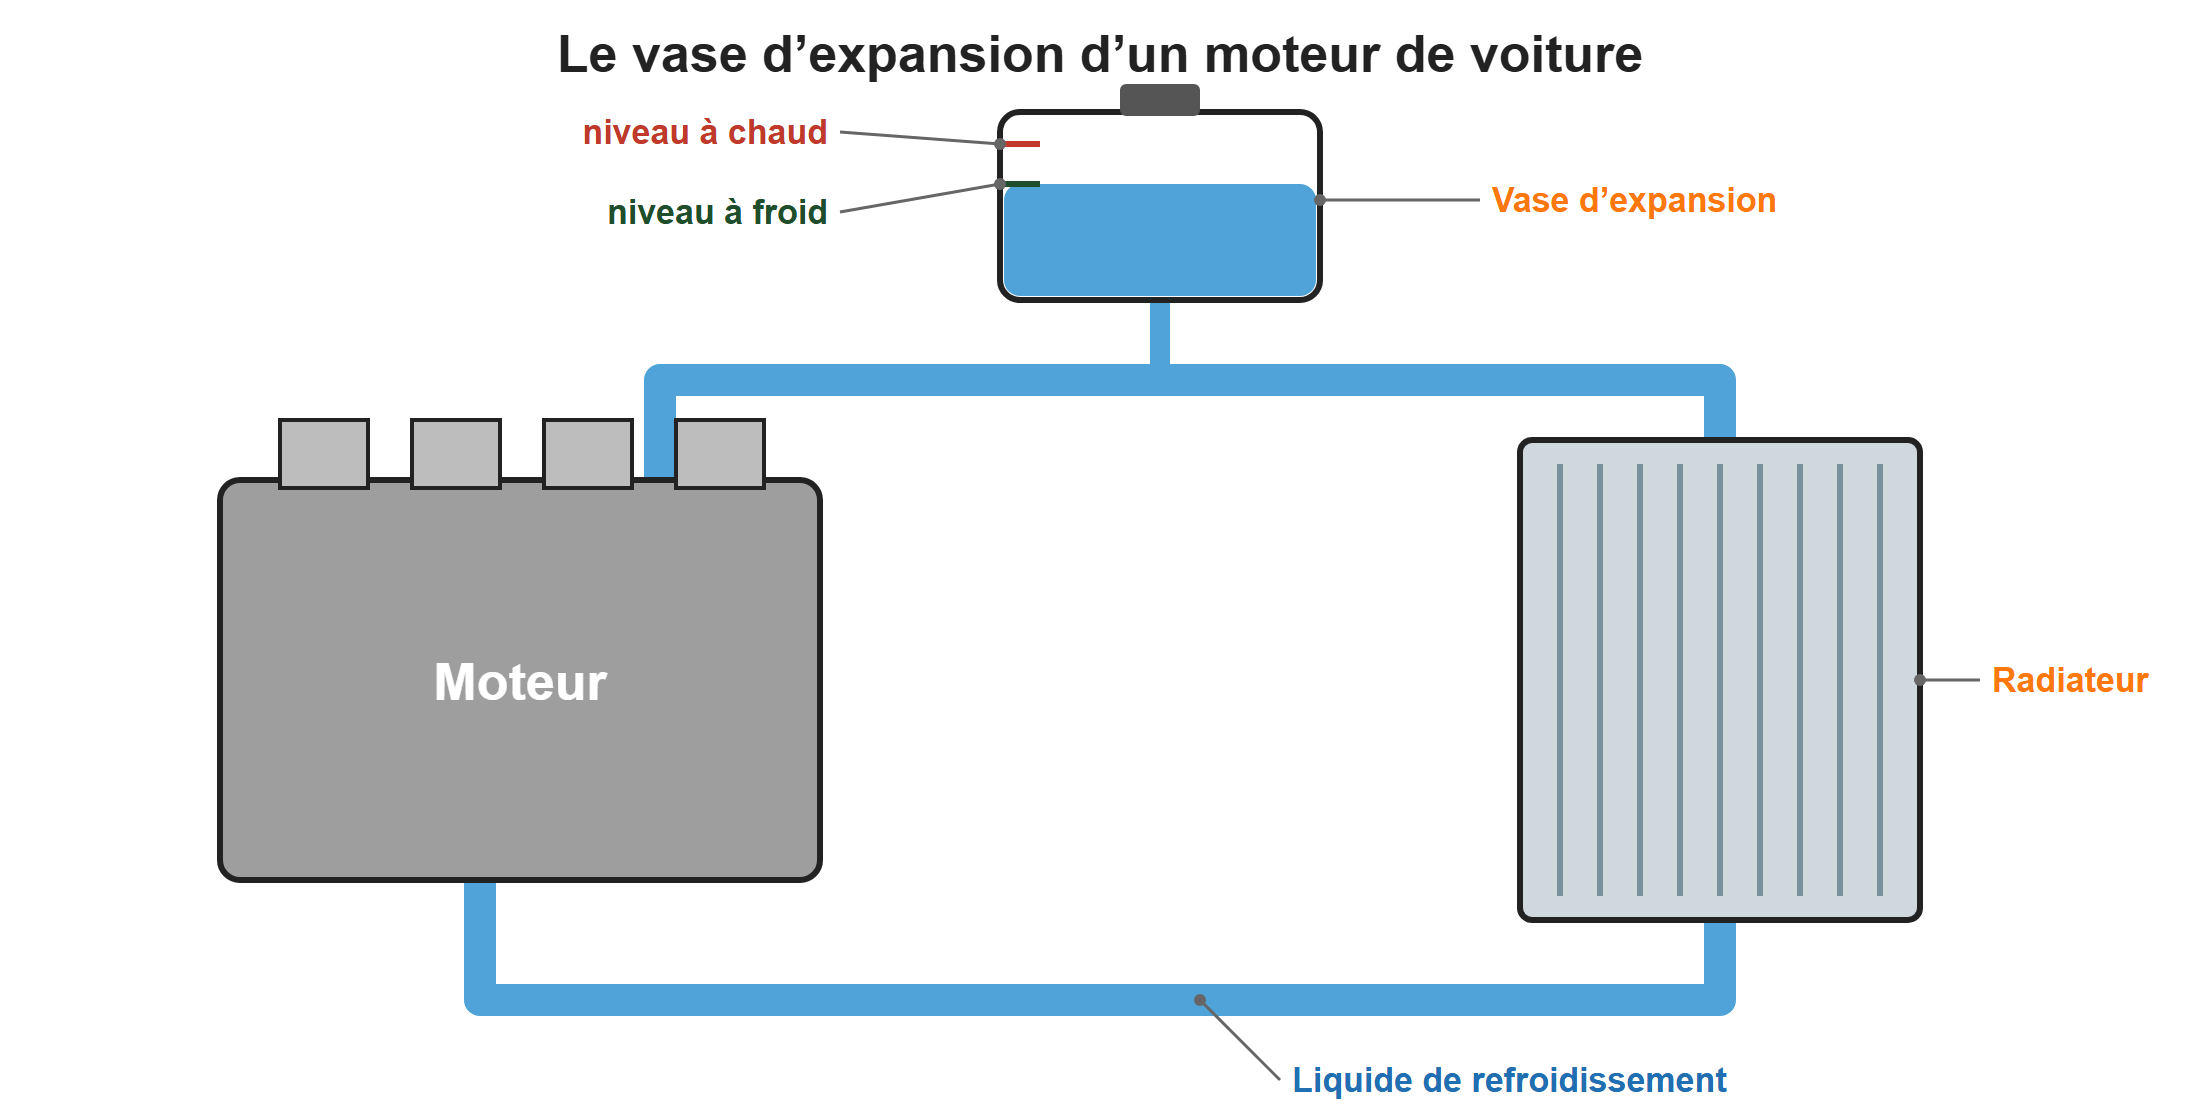 Le vase d’expansion d’un moteur de voiture
niveau à chaud
niveau à froid
Vase d’expansion
Moteur
Radiateur
Liquide de refroidissement